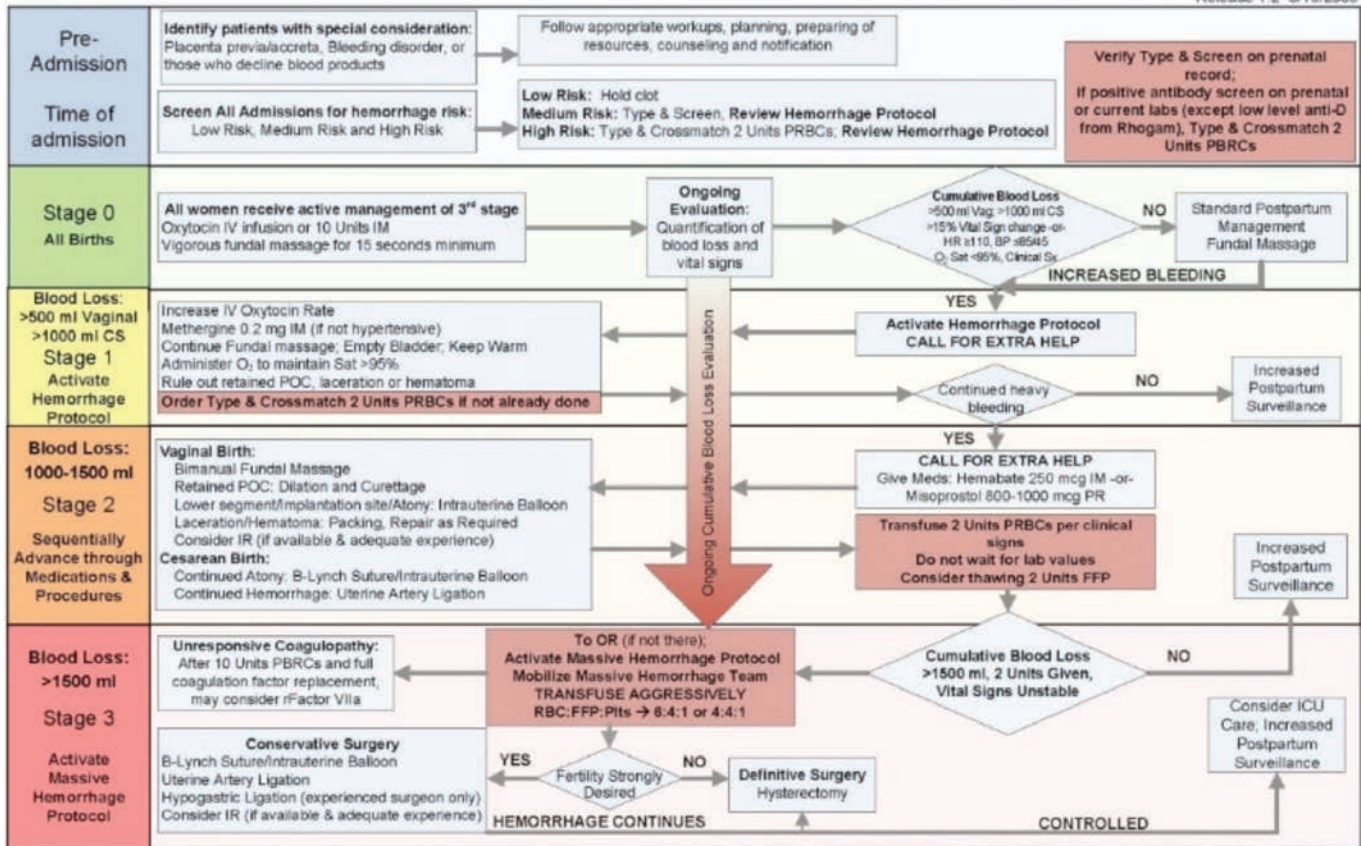 Pre-
Admission
Time of
admission
Identify patients with special consideration:
Placenta previa/accreta, Bleeding disorder, or
those who decline blood products
Follow appropriate workups, planning, preparing of
resources, counseling and notification
Screen All Admissions for hemorrhage risk:
Low Risk, Medium Risk and High Risk
Low Risk: Hold clot
Medium Risk: Type & Screen, Review Hemorrhage Protocol
High Risk: Type & Crossmatch 2 Units PRBCs; Review Hemorrhage Protocol
Verify Type & Screen on prenatal
record;
if positive antibody screen on prenatal
or current labs (except low level anti-D
from Rhogam), Type & Crossmatch 2
Units PBRCs
Stage 0
All Births
All women receive active management of 3rd stage
Oxytocin IV infusion or 10 Units IM
Vigorous fundal massage for 15 seconds minimum
Ongoing
Evaluation:
Quantification of
blood loss and
vital signs
Cumulative Blood Loss
>500 ml Vag; >1000 ml CS
>15% Vital Sign change -or-
HR ≥110, BP ≤85/45
O2 Sat <95%, Clinical Sx
NO
Standard Postpartum
Management
Fundal Massage
INCREASED BLEEDING
YES
Blood Loss:
>500 ml Vaginal
>1000 ml CS
Stage 1
Activate
Hemorrhage
Protocol
Increase IV Oxytocin Rate
Methergine 0.2 mg IM (if not hypertensive)
Continue Fundal massage; Empty Bladder; Keep Warm
Administer O2 to maintain Sat >95%
Rule out retained POC, laceration or hematoma
Order Type & Crossmatch 2 Units PRBCs if not already done
Ongoing Cumulative Blood Loss Evaluation
Activate Hemorrhage Protocol
CALL FOR EXTRA HELP
Continued heavy
bleeding
NO
Increased
Postpartum
Surveillance
YES
Blood Loss:
1000-1500 ml
Stage 2
Sequentially
Advance through
Medications &
Procedures
Vaginal Birth:
Bimanual Fundal Massage
Retained POC: Dilation and Curettage
Lower segment/Implantation site/Atony: Intrauterine Balloon
Laceration/Hematoma: Packing, Repair as Required
Consider IR (if available & adequate experience)
Cesarean Birth:
Continued Atony: B-Lynch Suture/Intrauterine Balloon
Continued Hemorrhage: Uterine Artery Ligation
CALL FOR EXTRA HELP
Give Meds: Hemabate 250 mcg IM -or-
Misoprostol 800-1000 mcg PR
Transfuse 2 Units PRBCs per clinical
signs
Do not wait for lab values
Consider thawing 2 Units FFP
Increased
Postpartum
Surveillance
Blood Loss:
>1500 ml
Stage 3
Activate
Massive
Hemorrhage
Protocol
Unresponsive Coagulopathy:
After 10 Units PBRCs and full
coagulation factor replacement,
may consider rFactor VIIa
To OR (if not there);
Activate Massive Hemorrhage Protocol
Mobilize Massive Hemorrhage Team
TRANSFUSE AGGRESSIVELY
RBC:FFP:Plts → 6:4:1 or 4:4:1
Cumulative Blood Loss
>1500 ml, 2 Units Given,
Vital Signs Unstable
NO
Conservative Surgery
B-Lynch Suture/Intrauterine Balloon
Uterine Artery Ligation
Hypogastric Ligation (experienced surgeon only)
Consider IR (if available & adequate experience)
YES
Fertility Strongly
Desired
NO
Definitive Surgery
Hysterectomy
Consider ICU
Care; Increased
Postpartum
Surveillance
HEMORRHAGE CONTINUES
CONTROLLED